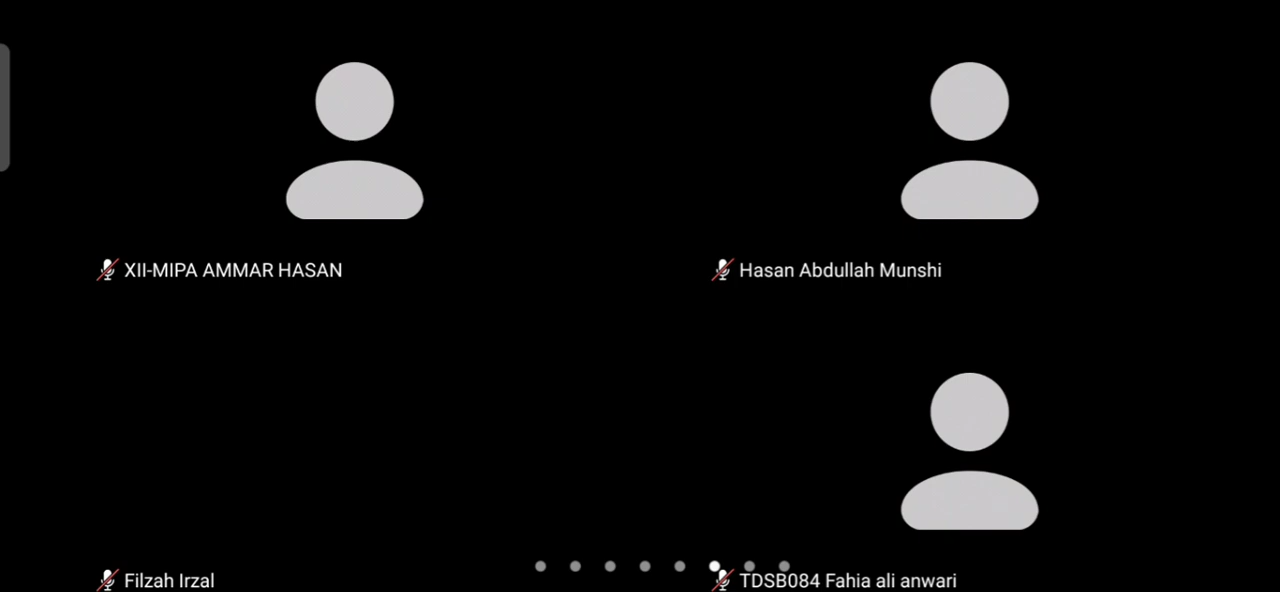 XII-MIPA AMMAR HASAN
Hasan Abdullah Munshi
Filzah Irzal
TDSB084 Fahia ali anwari